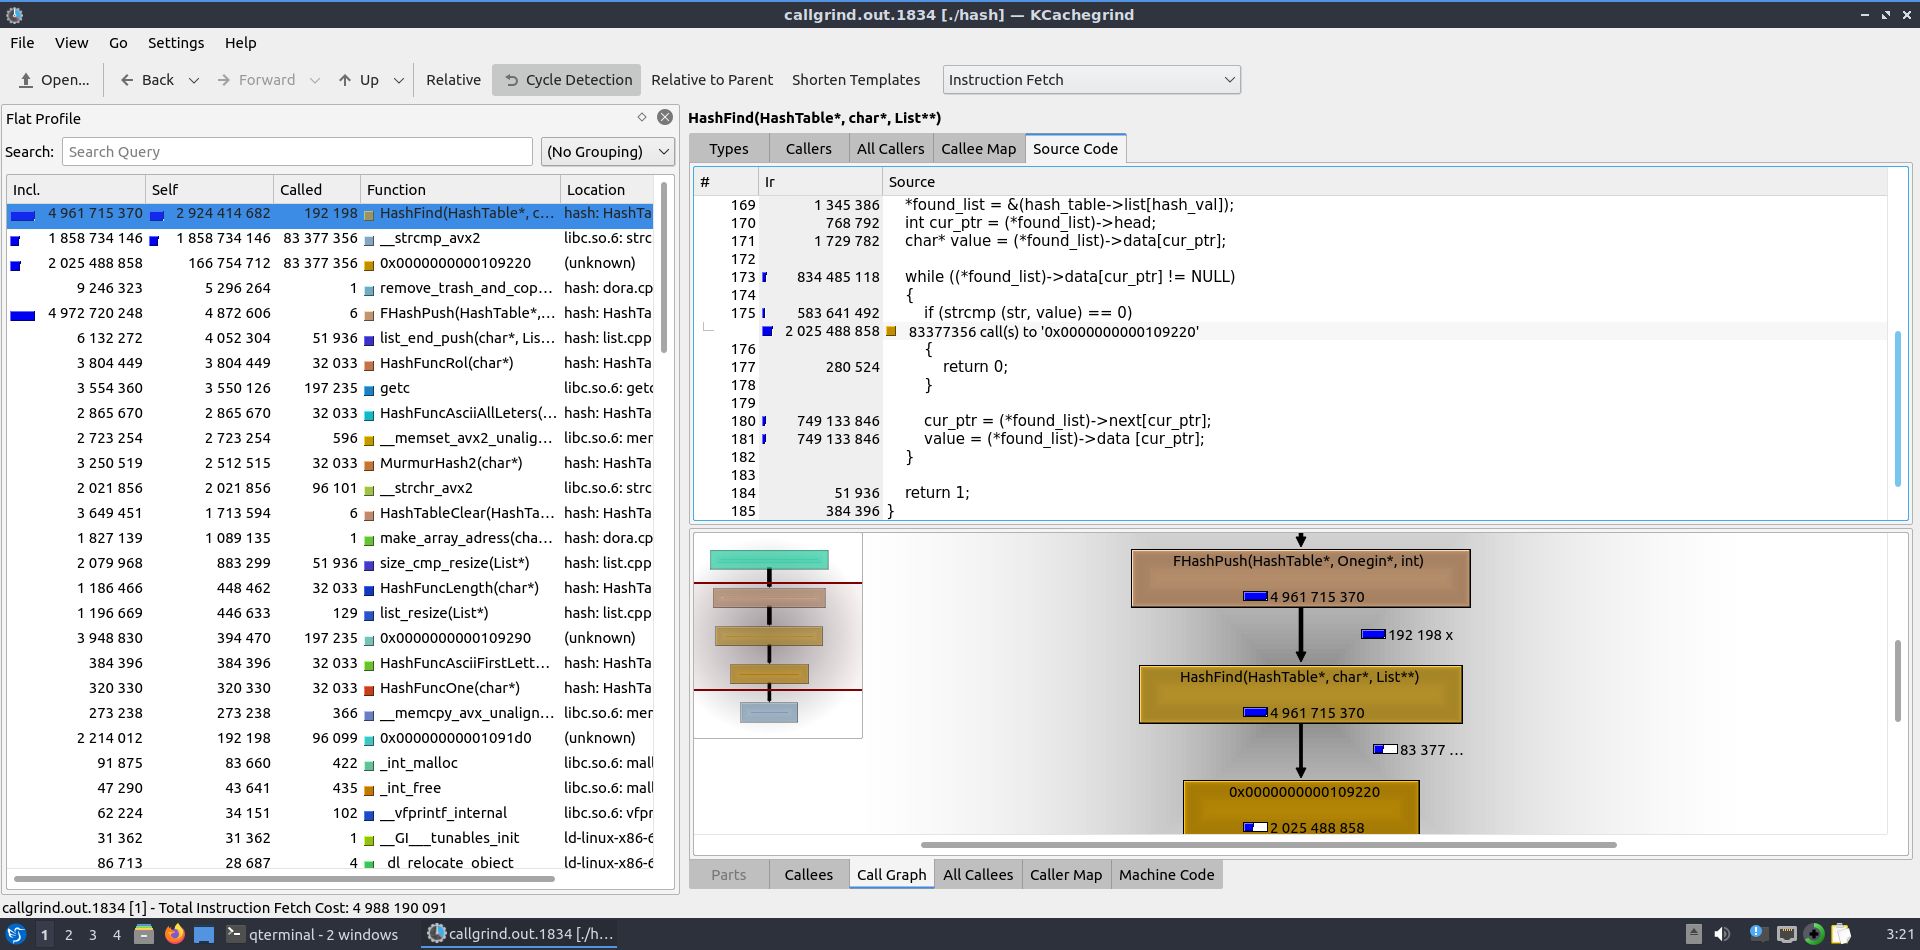 callgrind.out.1834 [./hash] — KCachegrind
File View Go Settings Help
Open... Back Forward Up Relative Cycle Detection Relative to Parent Shorten Templates Instruction Fetch
Flat Profile
Search: Search Query (No Grouping)
Incl. Self Called Function Location
4 961 715 370 2 924 414 682 192 198 HashFind(HashTable*, c... hash: HashTa
1 858 734 146 1 858 734 146 83 377 356 __strcmp_avx2 libc.so.6: strc
2 025 488 858 166 754 712 83 377 356 0x0000000000109220 (unknown)
9 246 323 5 296 264 1 remove_trash_and_cop... hash: dora.cp
4 972 720 248 4 872 606 6 FHashPush(HashTable*,... hash: HashTa
6 132 272 4 052 304 51 936 list_end_push(char*, Lis... hash: list.cpp
3 804 449 3 804 449 32 033 HashFuncRol(char*) hash: HashTa
3 554 360 3 550 126 197 235 getc libc.so.6: getc
2 865 670 2 865 670 32 033 HashFuncAsciiAllLeters(... hash: HashTa
2 723 254 2 723 254 596 __memset_avx2_unalig... libc.so.6: mem
3 250 519 2 512 515 32 033 MurmurHash2(char*) hash: HashTa
2 021 856 2 021 856 96 101 __strchr_avx2 libc.so.6: strc
3 649 451 1 713 594 6 HashTableClear(HashTa... hash: HashTa
1 827 139 1 089 135 1 make_array_adress(cha... hash: dora.cp
2 079 968 883 299 51 936 size_cmp_resize(List*) hash: list.cpp
1 186 466 448 462 32 033 HashFuncLength(char*) hash: HashTa
1 196 669 446 633 129 list_resize(List*) hash: list.cpp
3 948 830 394 470 197 235 0x0000000000109290 (unknown)
384 396 384 396 32 033 HashFuncAsciiFirstLett... hash: HashTa
320 330 320 330 32 033 HashFuncOne(char*) hash: HashTa
273 238 273 238 366 __memcpy_avx_unalign... libc.so.6: mem
2 214 012 192 198 96 099 0x00000000001091d0 (unknown)
91 875 83 660 422 _int_malloc libc.so.6: mall
47 290 43 641 435 _int_free libc.so.6: mall
62 224 34 151 102 __vfprintf_internal libc.so.6: vfpr
31 362 31 362 1 __GI___tunables_init ld-linux-x86-6
86 713 28 687 4 _dl_relocate_object ld-linux-x86-6
HashFind(HashTable*, char*, List**)
Types Callers All Callers Callee Map Source Code
# Ir Source
169 1 345 386 *found_list = &(hash_table->list[hash_val]);
170 768 792 int cur_ptr = (*found_list)->head;
171 1 729 782 char* value = (*found_list)->data[cur_ptr];
172
173 834 485 118 while ((*found_list)->data[cur_ptr] != NULL)
174 {
175 583 641 492 if (strcmp (str, value) == 0)
2 025 488 858 83377356 call(s) to '0x0000000000109220'
176 {
177 280 524 return 0;
178 }
179
180 749 133 846 cur_ptr = (*found_list)->next[cur_ptr];
181 749 133 846 value = (*found_list)->data [cur_ptr];
182 }
183
184 51 936 return 1;
185 384 396 }
FHashPush(HashTable*, Onegin*, int)
4 961 715 370
192 198 x
HashFind(HashTable*, char*, List**)
4 961 715 370
83 377 ...
0x0000000000109220
2 025 488 858
Parts Callees Call Graph All Callees Caller Map Machine Code
callgrind.out.1834 [1] - Total Instruction Fetch Cost: 4 988 190 091
1 2 3 4 qterminal - 2 windows callgrind.out.1834 [./h... 3:21